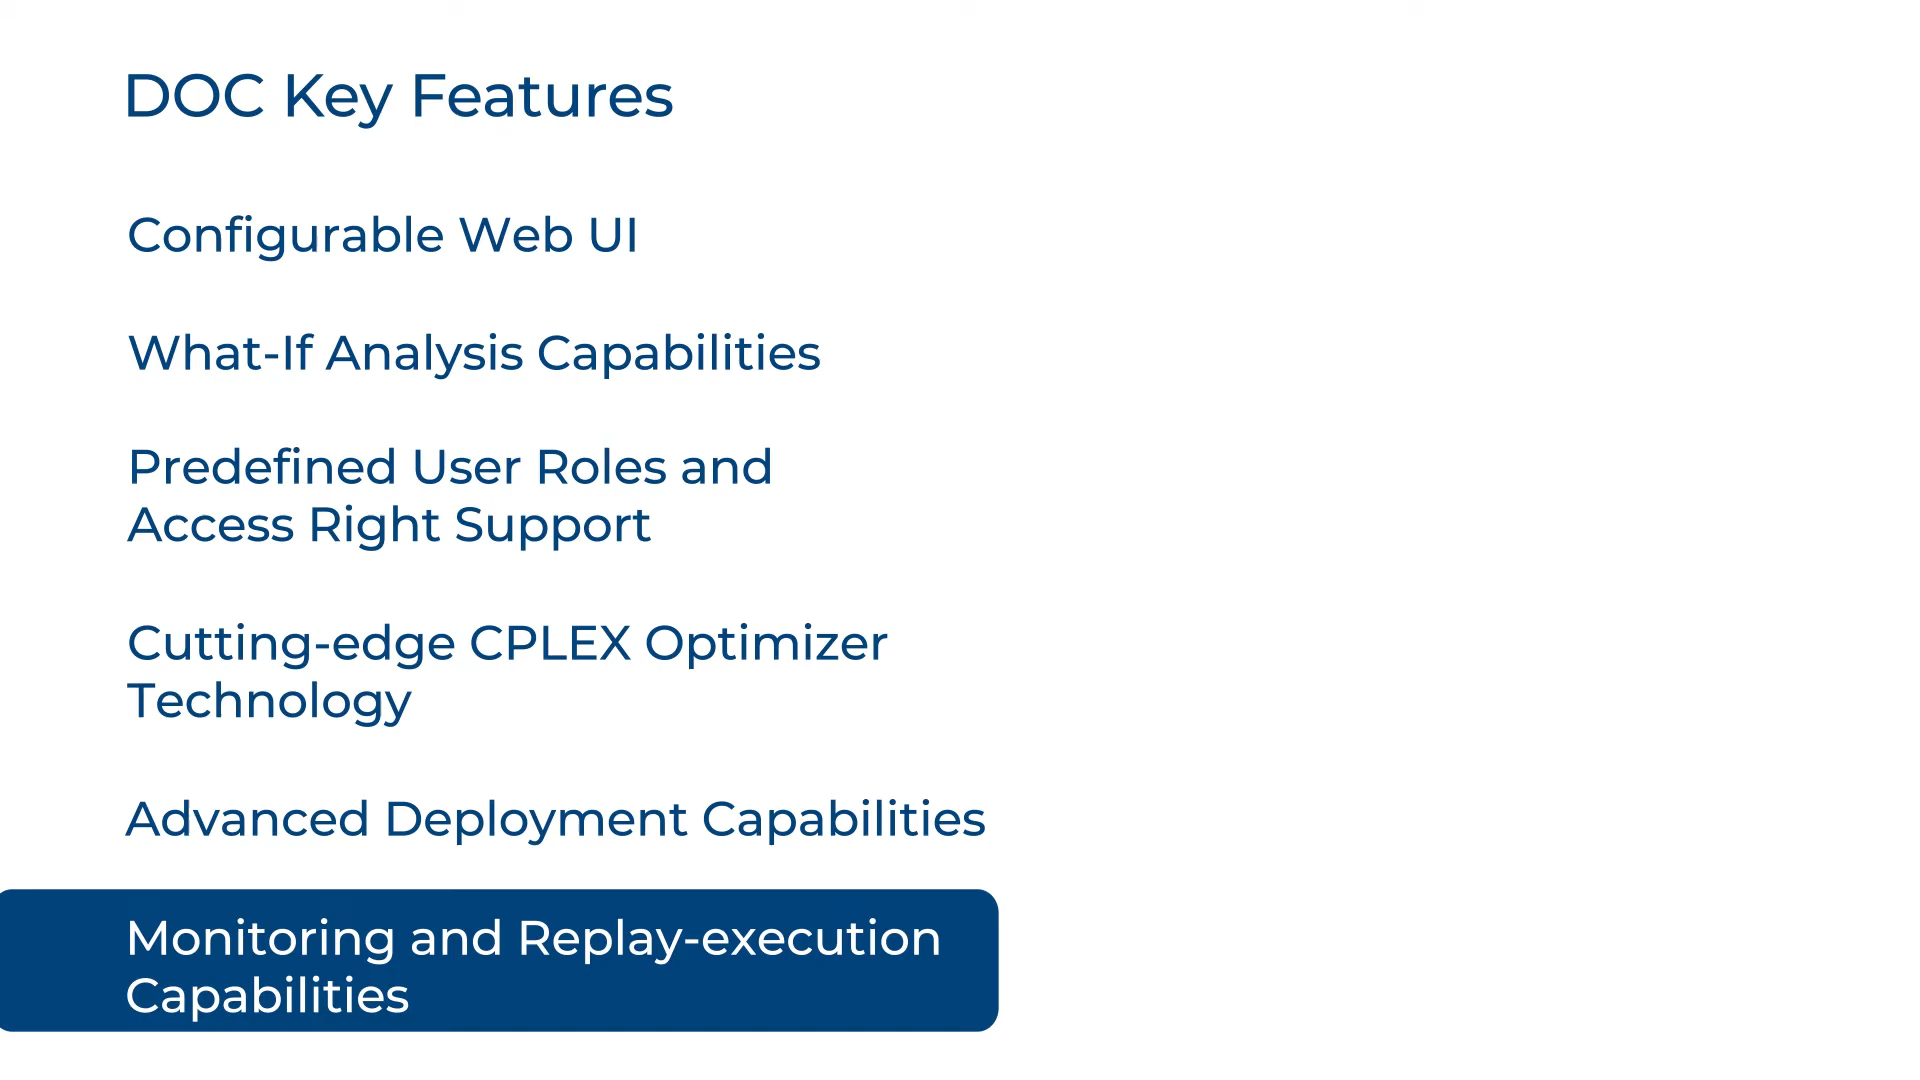 DOC Key Features
Configurable Web UI
What-If Analysis Capabilities
Predefined User Roles and
Access Right Support
Cutting-edge CPLEX Optimizer
Technology
Advanced Deployment Capabilities
Monitoring and Replay-execution
Capabilities